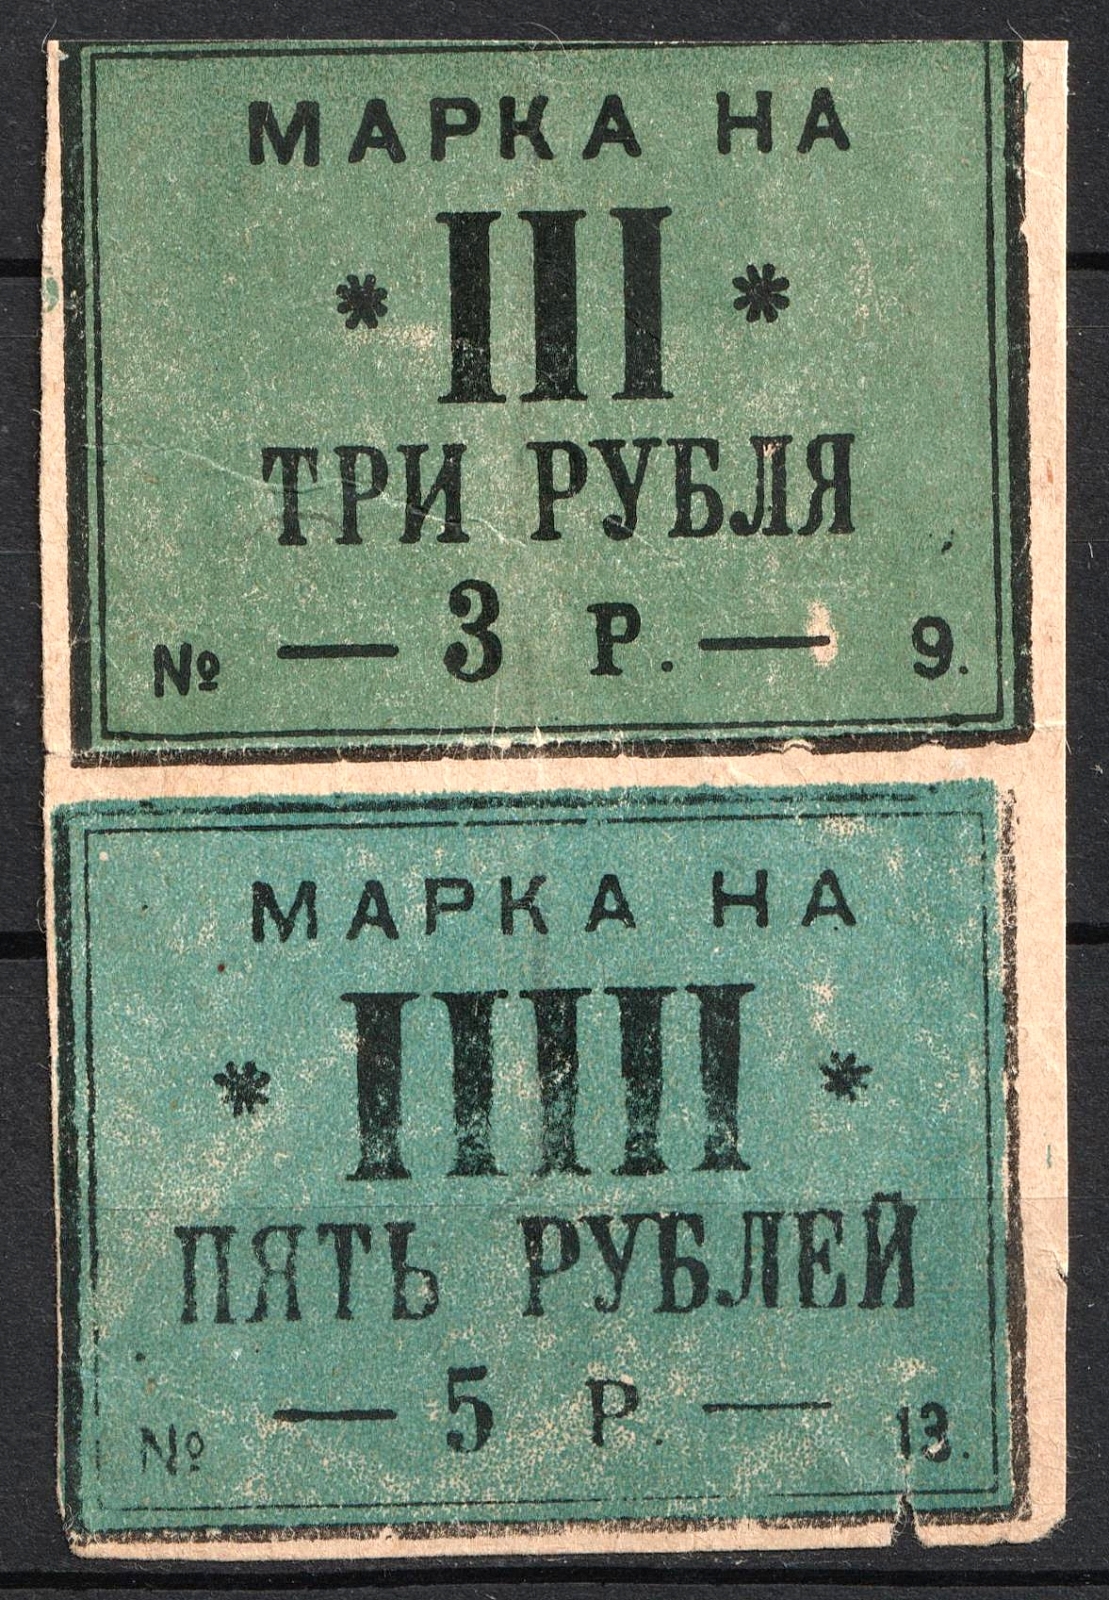 МАРКА НА
* III *
ТРИ РУБЛЯ
№ — 3 Р. — 9.
МАРКА НА
* IIIII *
ПЯТЬ РУБЛЕЙ
№ — 5 Р. — 13.